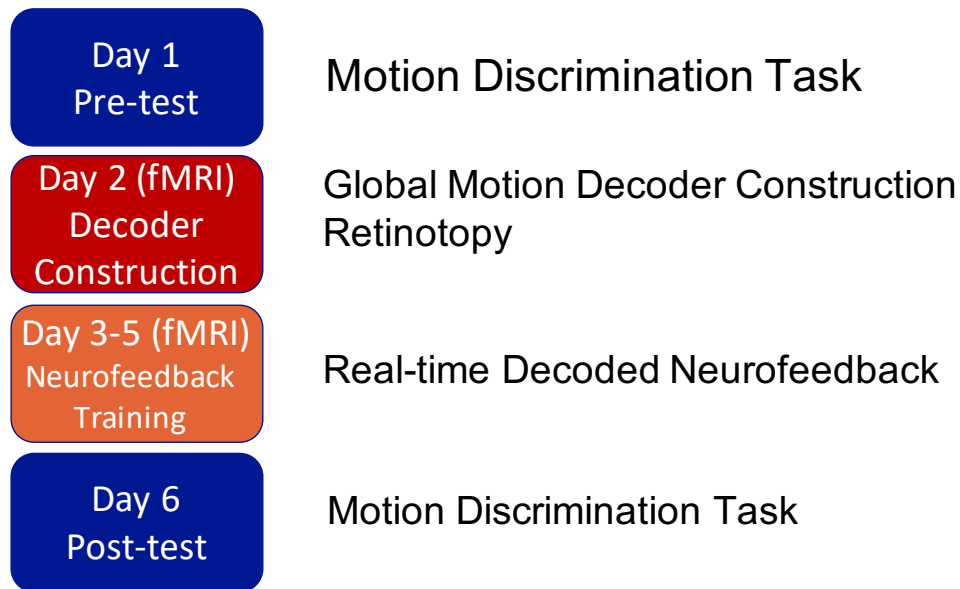 Day 1
Pre-test
Motion Discrimination Task
Day 2 (fMRI)
Decoder
Construction
Global Motion Decoder Construction
Retinotopy
Day 3-5 (fMRI)
Neurofeedback
Training
Real-time Decoded Neurofeedback
Day 6
Post-test
Motion Discrimination Task